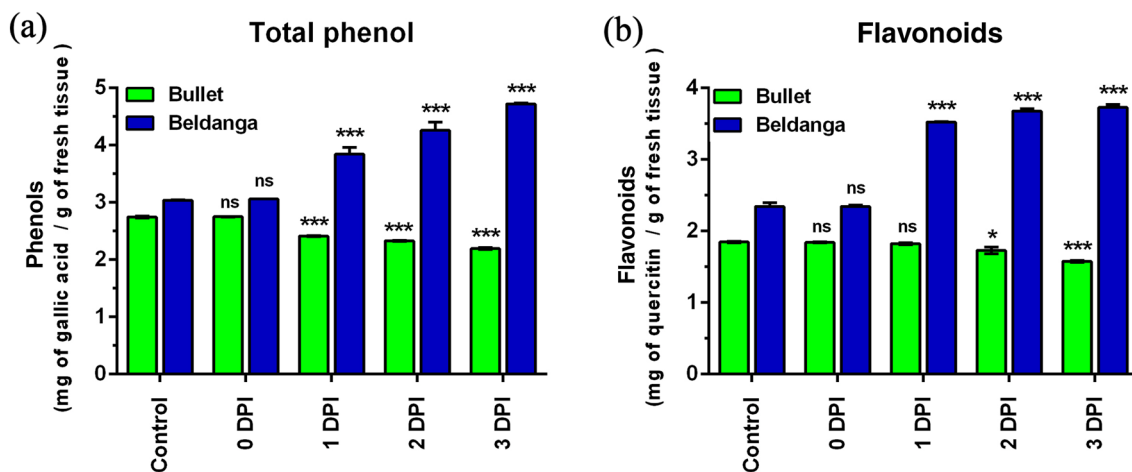 (a)
Total phenol
Phenols
(mg of gallic acid / g of fresh tissue)
5
4
3
2
1
0
Bullet
Beldanga
ns
ns
***
***
***
***
***
***
Control
0 DPI
1 DPI
2 DPI
3 DPI
(b)
Flavonoids
Flavonoids
(mg of quercitin / g of fresh tissue)
4
3
2
1
0
Bullet
Beldanga
ns
ns
ns
***
*
***
***
***
Control
0 DPI
1 DPI
2 DPI
3 DPI